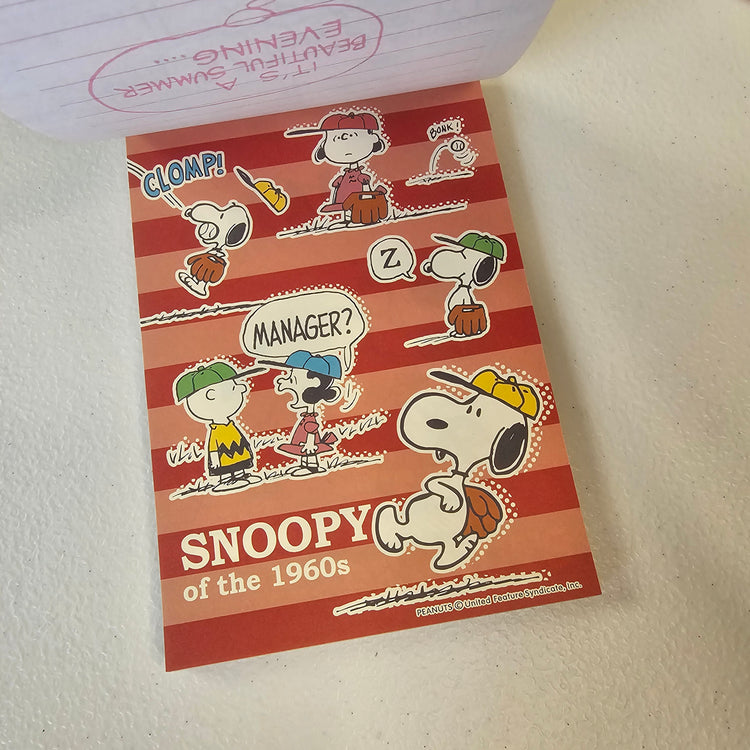 IT'S A
BEAUTIFUL SUMMER
EVENING....
CLOMP!
BONK!
Z
MANAGER?
SNOOPY
of the 1960s
PEANUTS © United Feature Syndicate, Inc.